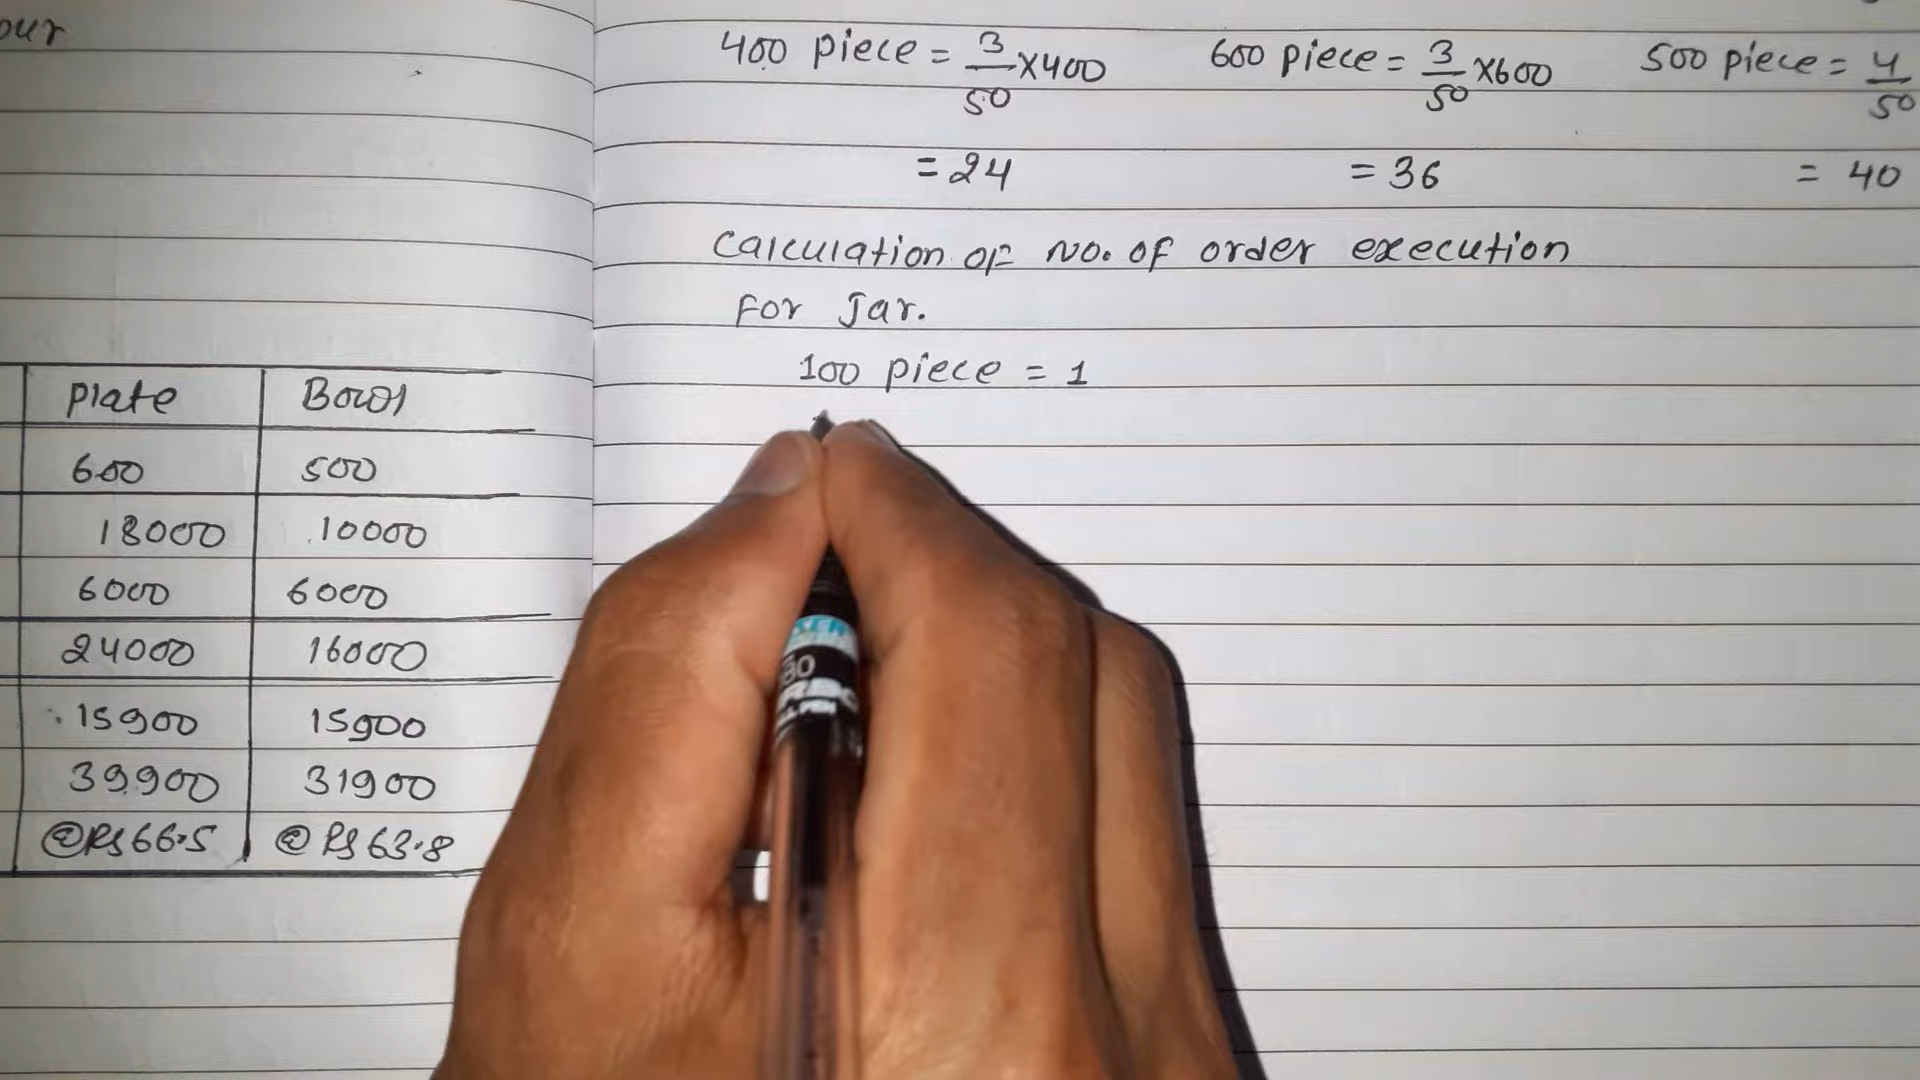 our
Plate Bowl
600 500
18000 10000
6000 6000
24000 16000
15900 15900
39900 31900
@Rs 66.5 @ Rs 63.8
400 piece = 3/50 x400 600 piece = 3/50 x600 500 piece = 4/50
= 24 = 36 = 40
Calculation of No. of order execution
For Jar.
100 piece = 1
30